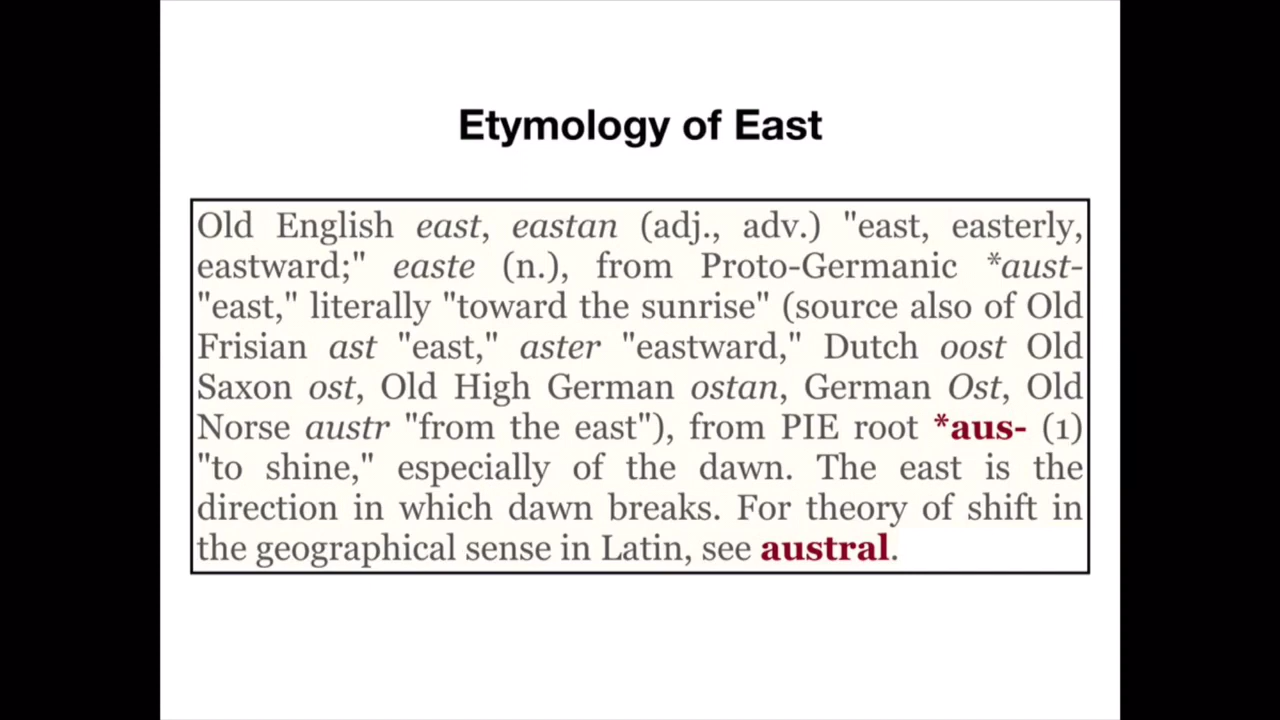 Etymology of East
Old English east, eastan (adj., adv.) "east, easterly,
eastward;" easte (n.), from Proto-Germanic *aust-
"east," literally "toward the sunrise" (source also of Old
Frisian ast "east," aster "eastward," Dutch oost Old
Saxon ost, Old High German ostan, German Ost, Old
Norse austr "from the east"), from PIE root *aus- (1)
"to shine," especially of the dawn. The east is the
direction in which dawn breaks. For theory of shift in
the geographical sense in Latin, see austral.